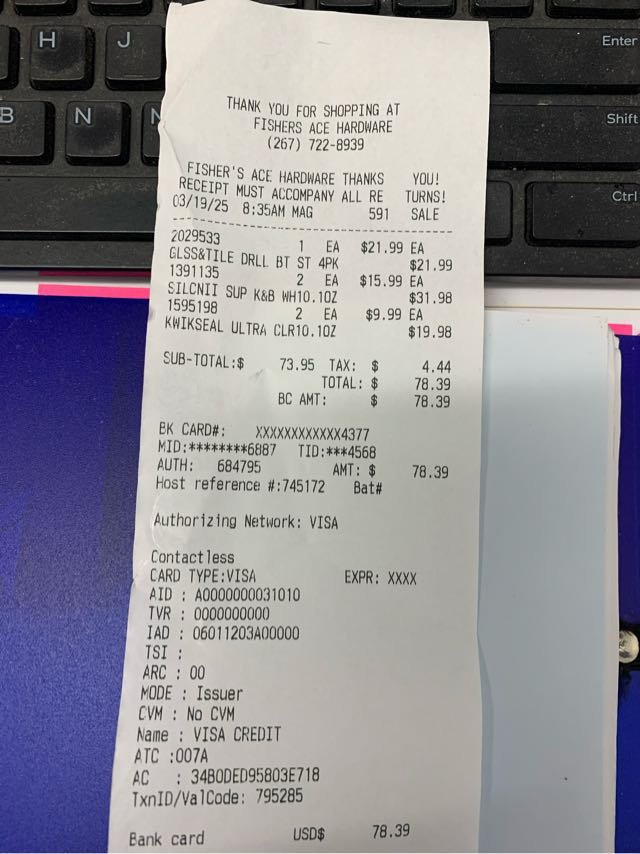 H J Enter
B N N Shift
Ctrl
THANK YOU FOR SHOPPING AT
FISHERS ACE HARDWARE
(267) 722-8939
FISHER'S ACE HARDWARE THANKS YOU!
RECEIPT MUST ACCOMPANY ALL RE TURNS!
03/19/25 8:35AM MAG 591 SALE
2029533 1 EA $21.99 EA
GLSS&TILE DRLL BT ST 4PK $21.99
1391135 2 EA $15.99 EA
SILCNII SUP K&B WH10.1OZ $31.98
1595198 2 EA $9.99 EA
KWIKSEAL ULTRA CLR10.1OZ $19.98
SUB-TOTAL:$ 73.95 TAX: $ 4.44
TOTAL: $ 78.39
BC AMT: $ 78.39
BK CARD#: XXXXXXXXXXXX4377
MID:********6887 TID:***4568
AUTH: 684795 AMT: $ 78.39
Host reference #:745172 Bat#
Authorizing Network: VISA
Contactless
CARD TYPE:VISA EXPR: XXXX
AID : A0000000031010
TVR : 0000000000
IAD : 06011203A00000
TSI :
ARC : 00
MODE : Issuer
CVM : No CVM
Name : VISA CREDIT
ATC :007A
AC : 34B0DED95803E718
TxnID/ValCode: 795285
Bank card USD$ 78.39